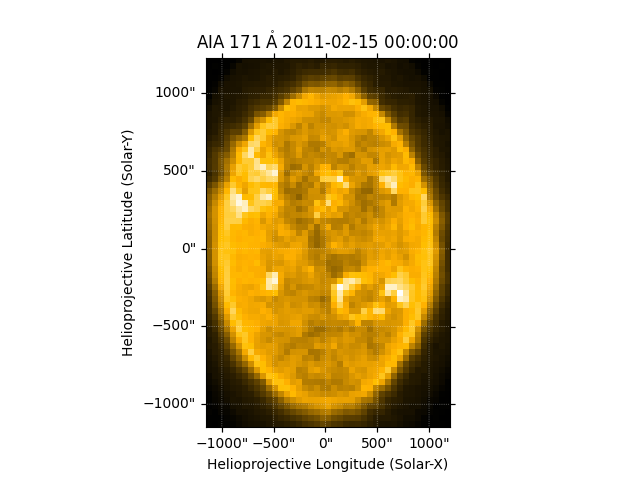 AIA 171 Å 2011-02-15 00:00:00
1000"
500"
0"
−500"
−1000"
Helioprojective Latitude (Solar-Y)
−1000" −500" 0" 500" 1000"
Helioprojective Longitude (Solar-X)